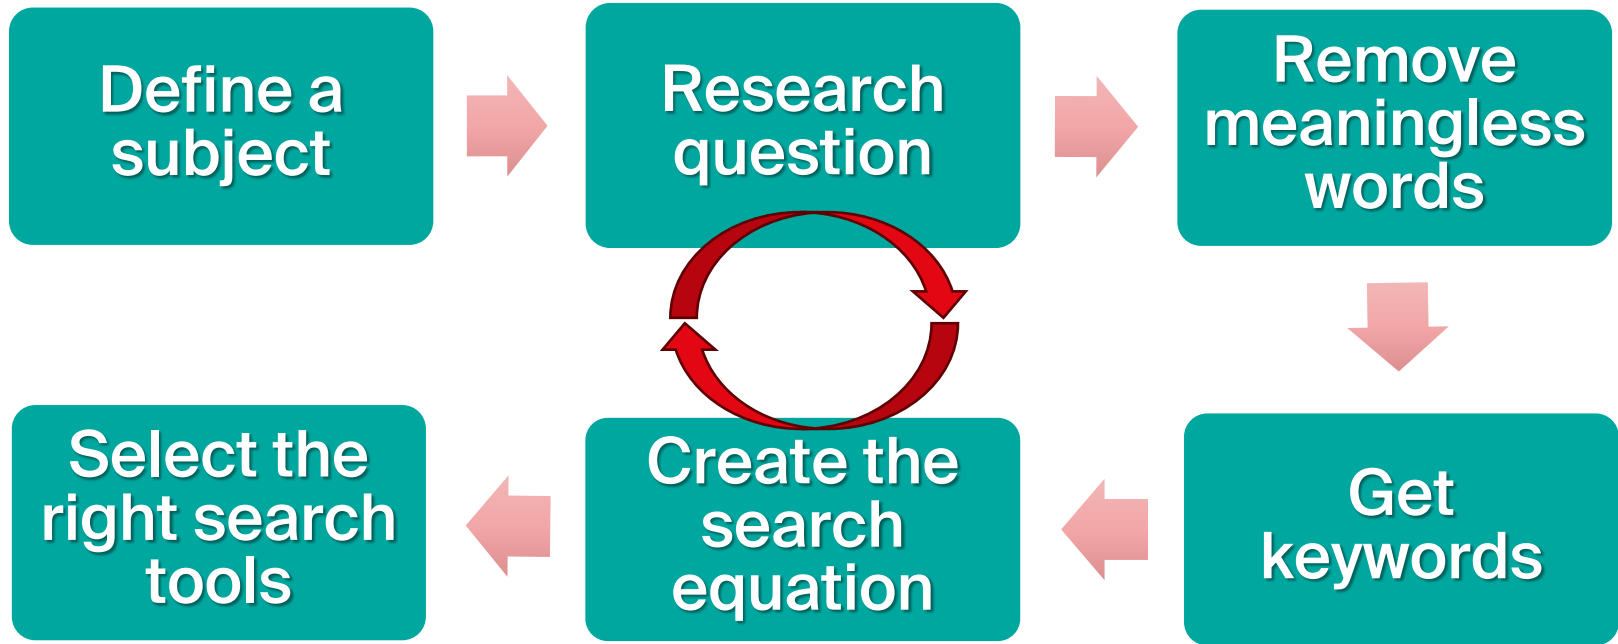 Define a
subject
Research
question
Remove
meaningless
words
Get
keywords
Create the
search
equation
Select the
right search
tools